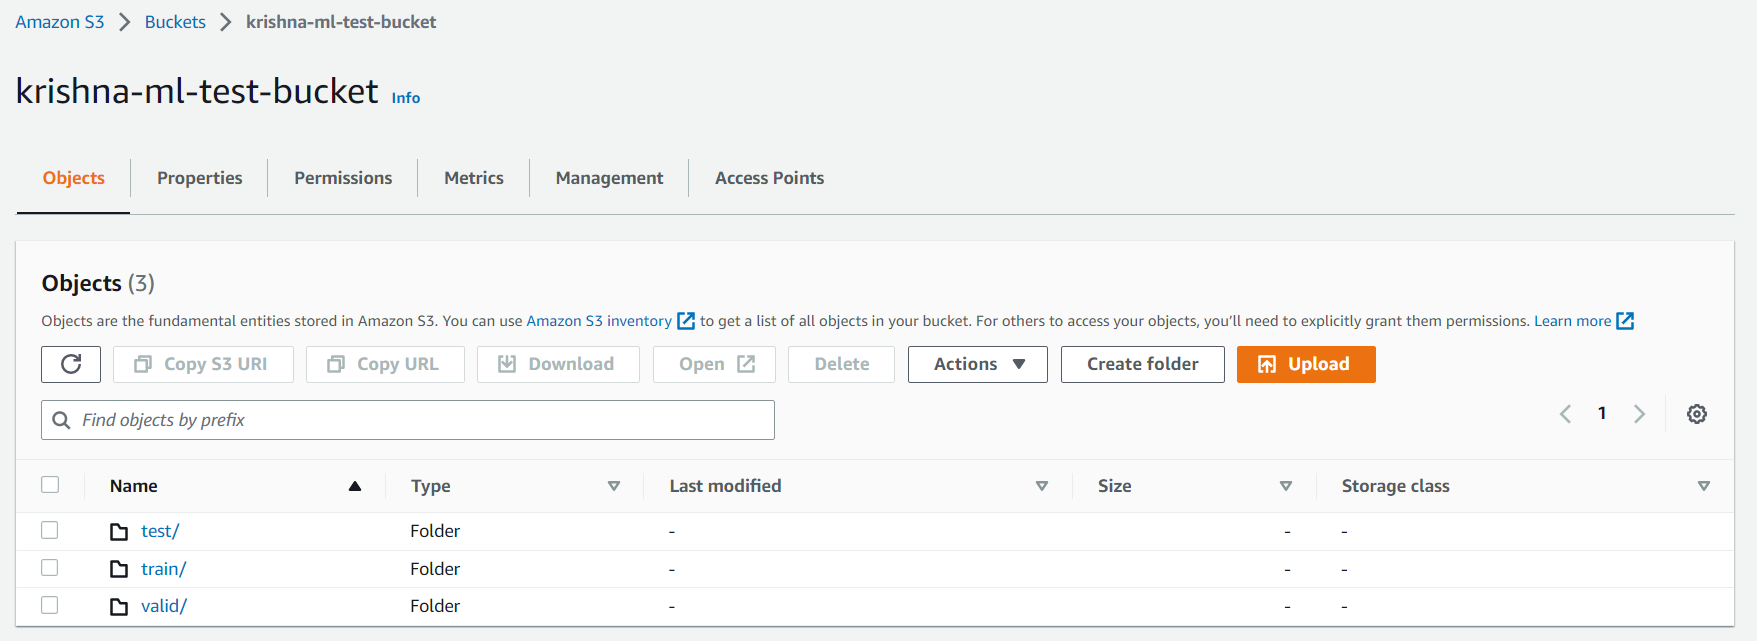 Amazon S3 > Buckets > krishna-ml-test-bucket
krishna-ml-test-bucket Info
Objects Properties Permissions Metrics Management Access Points
Objects (3)
Objects are the fundamental entities stored in Amazon S3. You can use Amazon S3 inventory to get a list of all objects in your bucket. For others to access your objects, you'll need to explicitly grant them permissions. Learn more
Copy S3 URI Copy URL Download Open Delete Actions Create folder Upload
Find objects by prefix 1
Name Type Last modified Size Storage class
test/ Folder - - -
train/ Folder - - -
valid/ Folder - - -